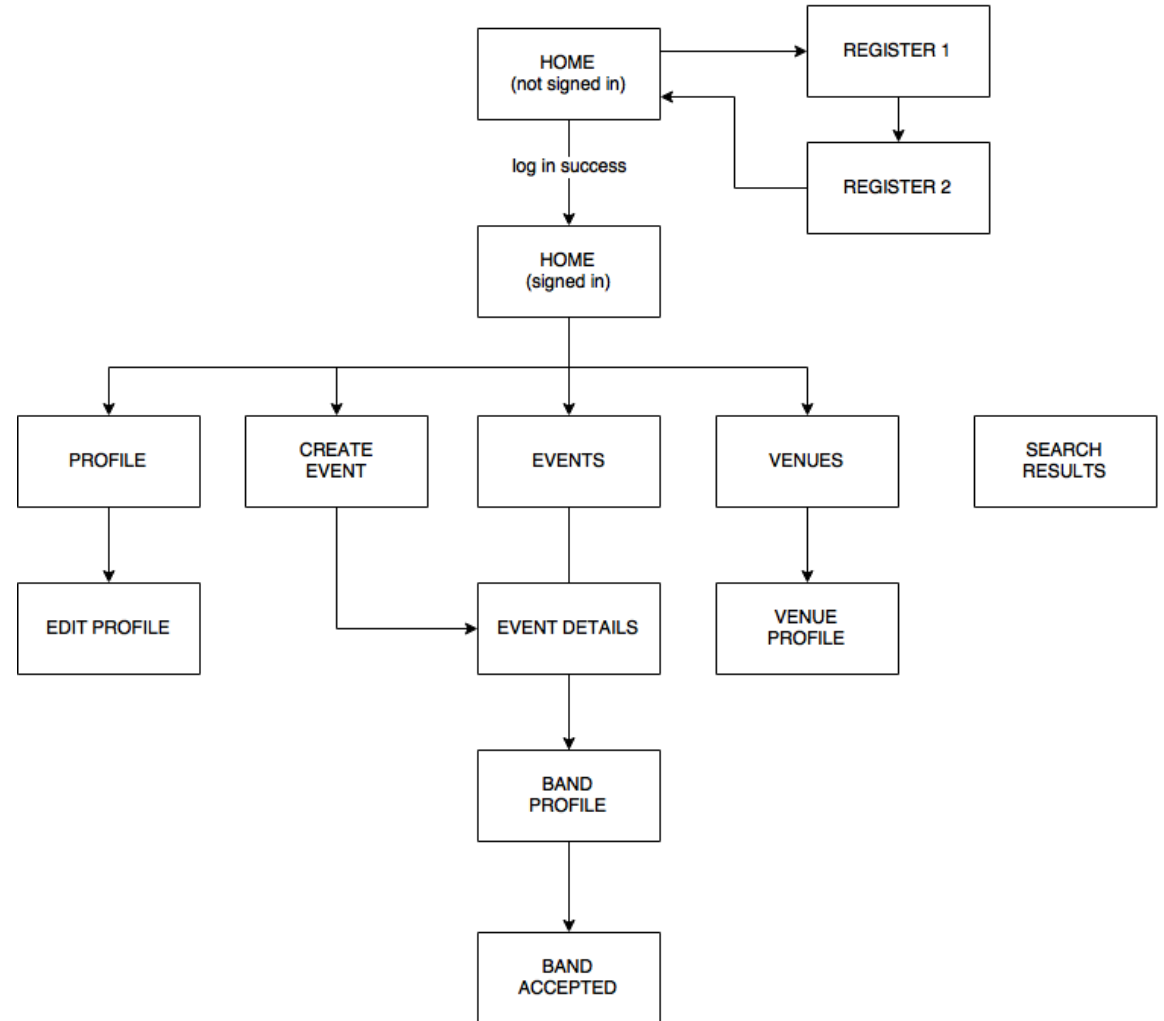 HOME
(not signed in)
REGISTER 1
REGISTER 2
log in success
HOME
(signed in)
PROFILE
CREATE
EVENT
EVENTS
VENUES
SEARCH
RESULTS
EDIT PROFILE
EVENT DETAILS
VENUE
PROFILE
BAND
PROFILE
BAND
ACCEPTED